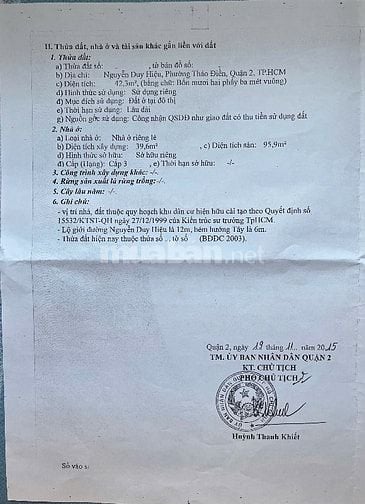 II. Thửa đất, nhà ở và tài sản khác gắn liền với đất
1. Thửa đất:
a) Thửa đất số: , tờ bản đồ số:
b) Địa chỉ: Nguyễn Duy Hiệu, Phường Thảo Điền, Quận 2, TP.HCM
c) Diện tích: 42,3m², (bằng chữ: Bốn mươi hai phẩy ba mét vuông)
d) Hình thức sử dụng: Sử dụng riêng
đ) Mục đích sử dụng: Đất ở tại đô thị
e) Thời hạn sử dụng: Lâu dài
g) Nguồn gốc sử dụng: Công nhận QSDĐ như giao đất có thu tiền sử dụng đất
2. Nhà ở:
a) Loại nhà ở: Nhà ở riêng lẻ
b) Diện tích xây dựng: 39,6m² , c) Diện tích sàn: 95,9m²
d) Hình thức sở hữu: Sở hữu riêng
đ) Cấp (Hạng): Cấp 3 , e) Thời hạn sở hữu: -/-
3. Công trình xây dựng khác: -/-.
4. Rừng sản xuất là rừng trồng: -/-
5. Cây lâu năm: -/-
6. Ghi chú:
- vị trí nhà, đất thuộc quy hoạch khu dân cư hiện hữu cải tạo theo Quyết định số
15532/KTST-QH ngày 27/12/1999 của Kiến trúc sư trưởng TpHCM.
- Lộ giới đường Nguyễn Duy Hiệu là 12m, hẻm hướng Tây là 6m.
- Thửa đất hiện nay thuộc thửa số . tờ số (BĐĐC 2003).
Quận 2, ngày 19 tháng 11 năm 2015
TM. ỦY BAN NHÂN DÂN QUẬN 2
KT. CHỦ TỊCH
PHÓ CHỦ TỊCH
Huỳnh Thanh Khiết
Số vào s